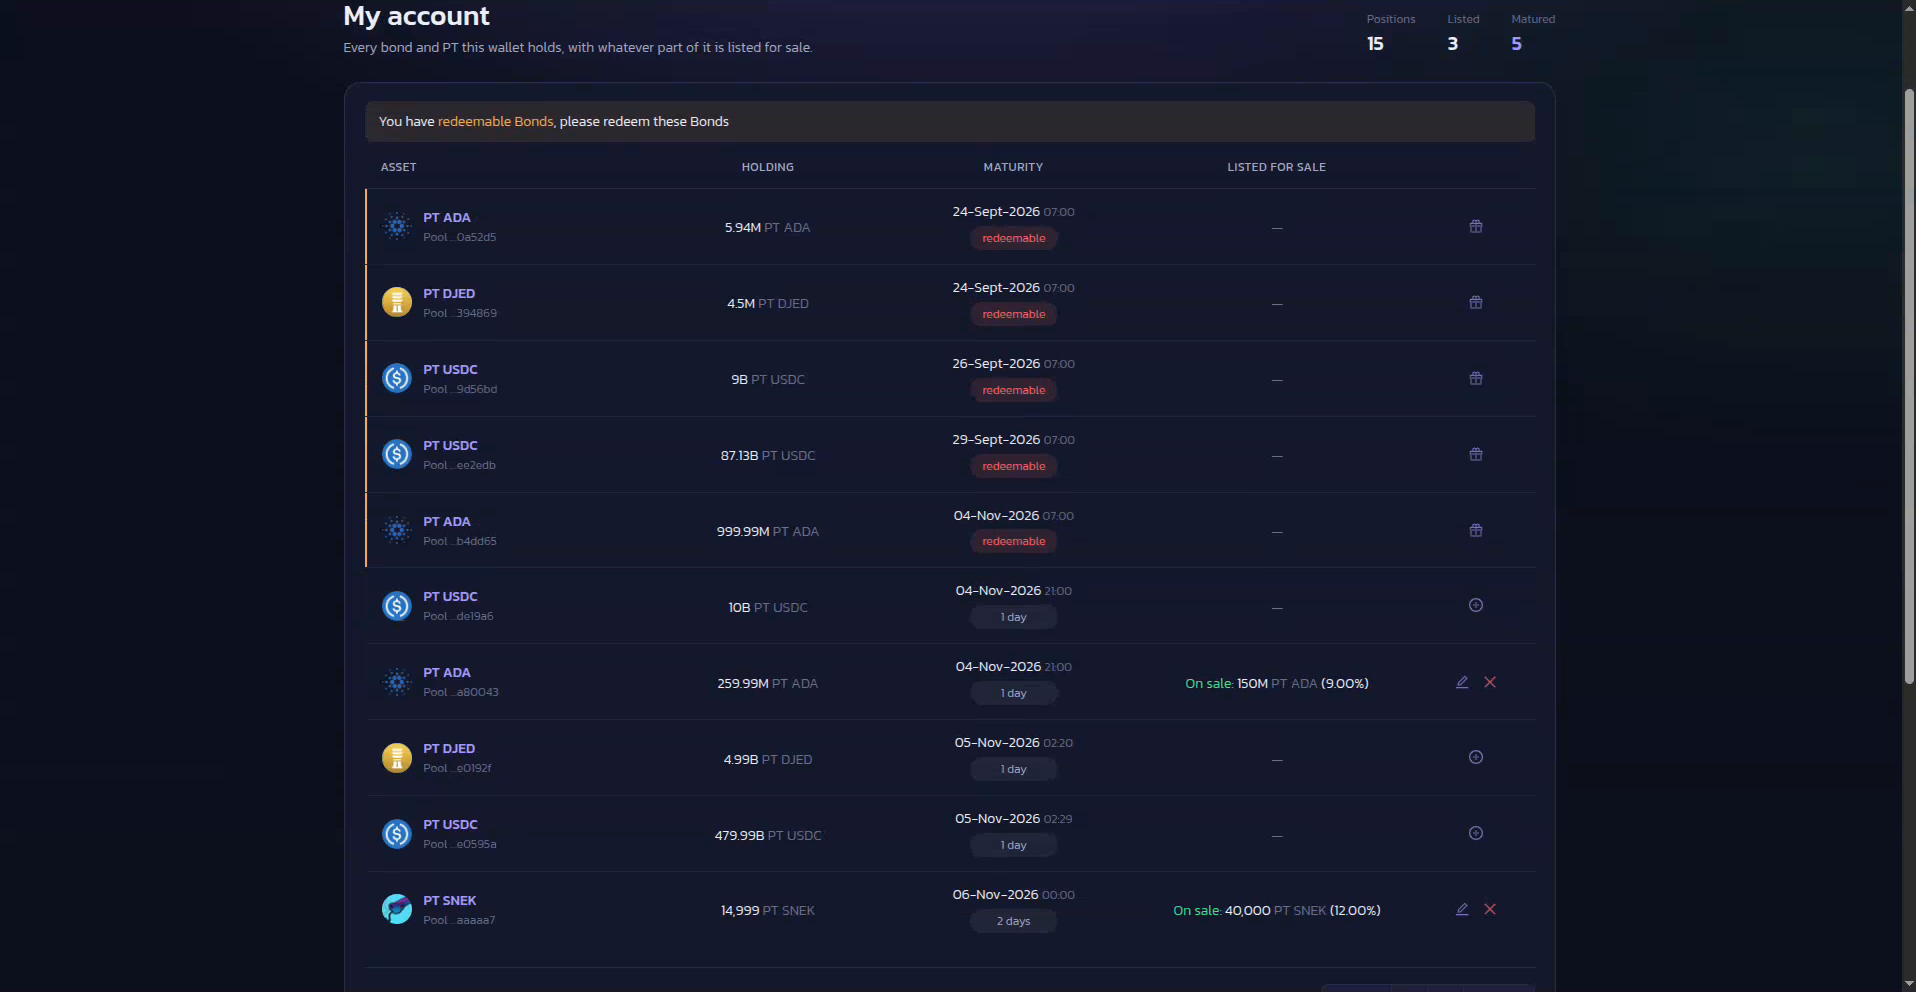 My account
Every bond and PT this wallet holds, with whatever part of it is listed for sale.
Positions Listed Matured
15 3 5
You have redeemable Bonds, please redeem these Bonds
ASSET HOLDING MATURITY LISTED FOR SALE
PT ADA
Pool ...0a52d5
5.94M PT ADA
24-Sept-2026 07:00
redeemable
—
PT DJED
Pool ...394869
4.5M PT DJED
24-Sept-2026 07:00
redeemable
—
PT USDC
Pool ...9d56bd
9B PT USDC
26-Sept-2026 07:00
redeemable
—
PT USDC
Pool ...ee2edb
87.13B PT USDC
29-Sept-2026 07:00
redeemable
—
PT ADA
Pool ...b4dd65
999.99M PT ADA
04-Nov-2026 07:00
redeemable
—
PT USDC
Pool ...de19a6
10B PT USDC
04-Nov-2026 21:00
1 day
—
PT ADA
Pool ...a80043
259.99M PT ADA
04-Nov-2026 21:00
1 day
On sale: 150M PT ADA (9.00%)
PT DJED
Pool ...e0192f
4.99B PT DJED
05-Nov-2026 02:20
1 day
—
PT USDC
Pool ...e0595a
479.99B PT USDC
05-Nov-2026 02:29
1 day
—
PT SNEK
Pool ...aaaaa7
14,999 PT SNEK
06-Nov-2026 00:00
2 days
On sale: 40,000 PT SNEK (12.00%)